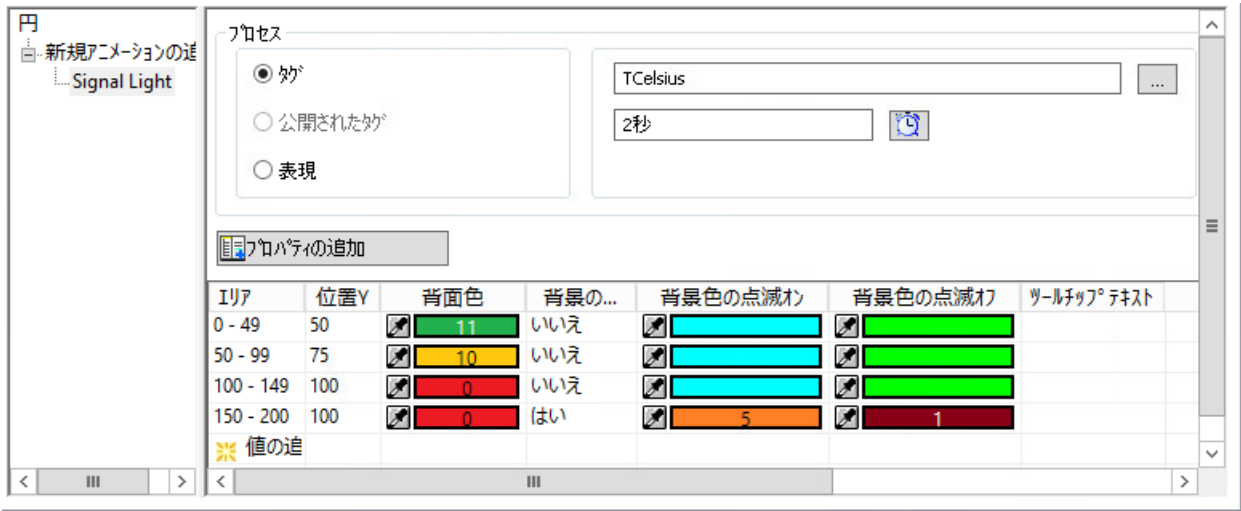 円
新規ｱﾆﾒｰｼｮﾝの追
Signal Light
ﾌﾟﾛｾｽ
ﾀｸﾞ
TCelsius
...
公開されたﾀｸﾞ
2秒
表現
ﾌﾟﾛﾊﾟﾃｨの追加
ｴﾘｱ 位置Y 背面色 背景の... 背景色の点滅ｵﾝ 背景色の点滅ｵﾌ ﾂｰﾙﾁｯﾌﾟﾃｷｽﾄ
0 - 49 50 11 いいえ
50 - 99 75 10 いいえ
100 - 149 100 0 いいえ
150 - 200 100 0 はい 5 1
値の追